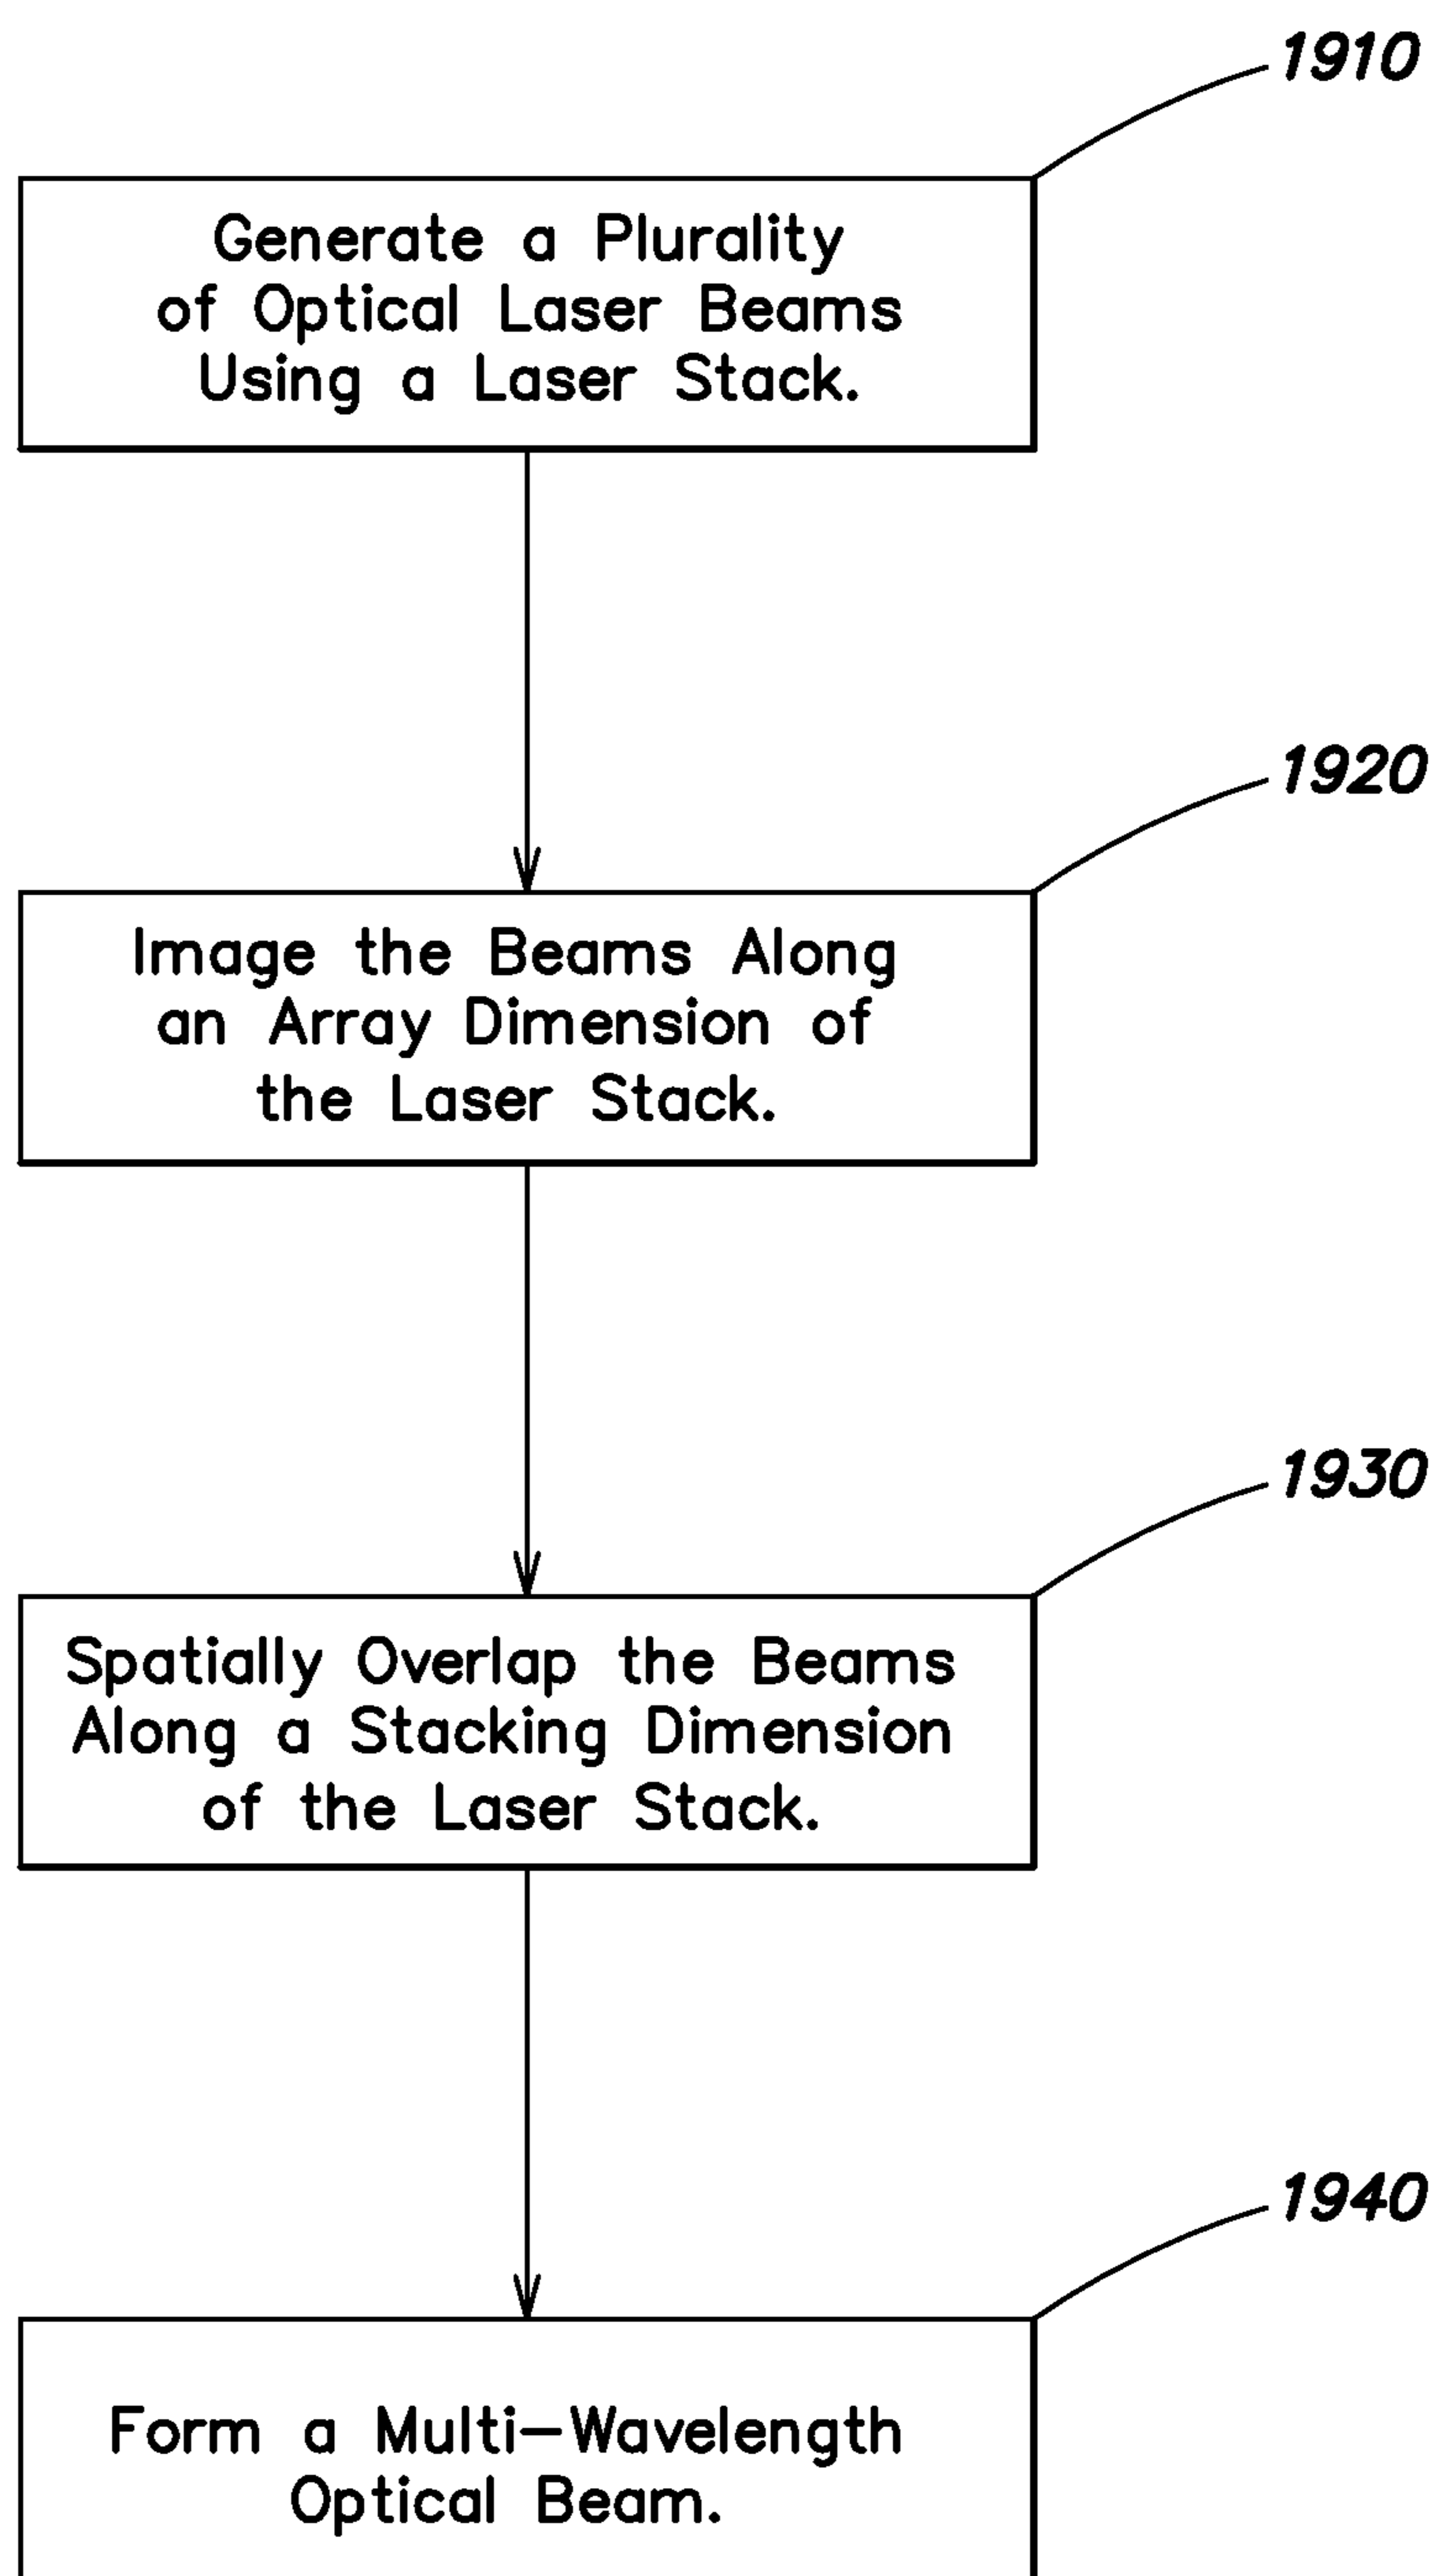 1910
Generate a Plurality
of Optical Laser Beams
Using a Laser Stack.
1920
Image the Beams Along
an Array Dimension of
the Laser Stack.
1930
Spatially Overlap the Beams
Along a Stacking Dimension
of the Laser Stack.
1940
Form a Multi-Wavelength
Optical Beam.